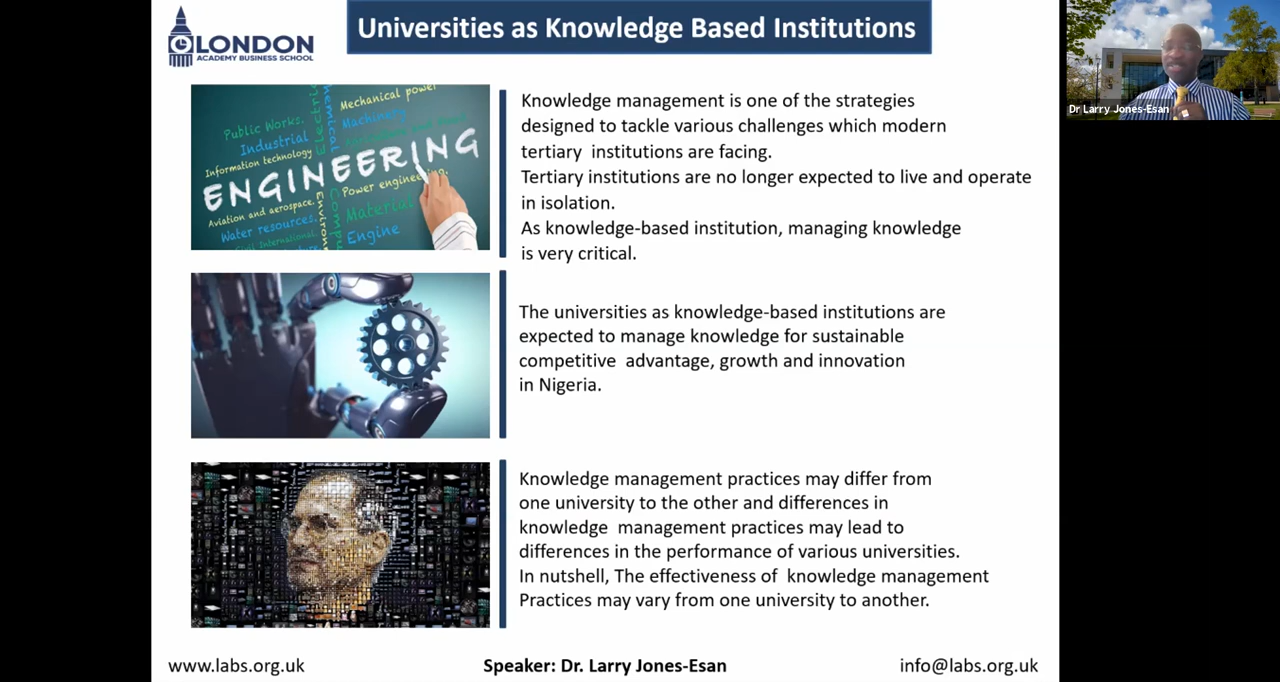 LONDON
ACADEMY BUSINESS SCHOOL
Universities as Knowledge Based Institutions
Dr Larry Jones-Esan
Mechanical power
Public Works.
Electric
chemical
Machinery
Industrial
Information technology
ENGINEERING
Power engineering.
Aviation and aerospace.
Material
Water resources.
Engine
Civil International.
Knowledge management is one of the strategies
designed to tackle various challenges which modern
tertiary institutions are facing.
Tertiary institutions are no longer expected to live and operate
in isolation.
As knowledge-based institution, managing knowledge
is very critical.
The universities as knowledge-based institutions are
expected to manage knowledge for sustainable
competitive advantage, growth and innovation
in Nigeria.
Knowledge management practices may differ from
one university to the other and differences in
knowledge management practices may lead to
differences in the performance of various universities.
In nutshell, The effectiveness of knowledge management
Practices may vary from one university to another.
www.labs.org.uk
Speaker: Dr. Larry Jones-Esan
info@labs.org.uk